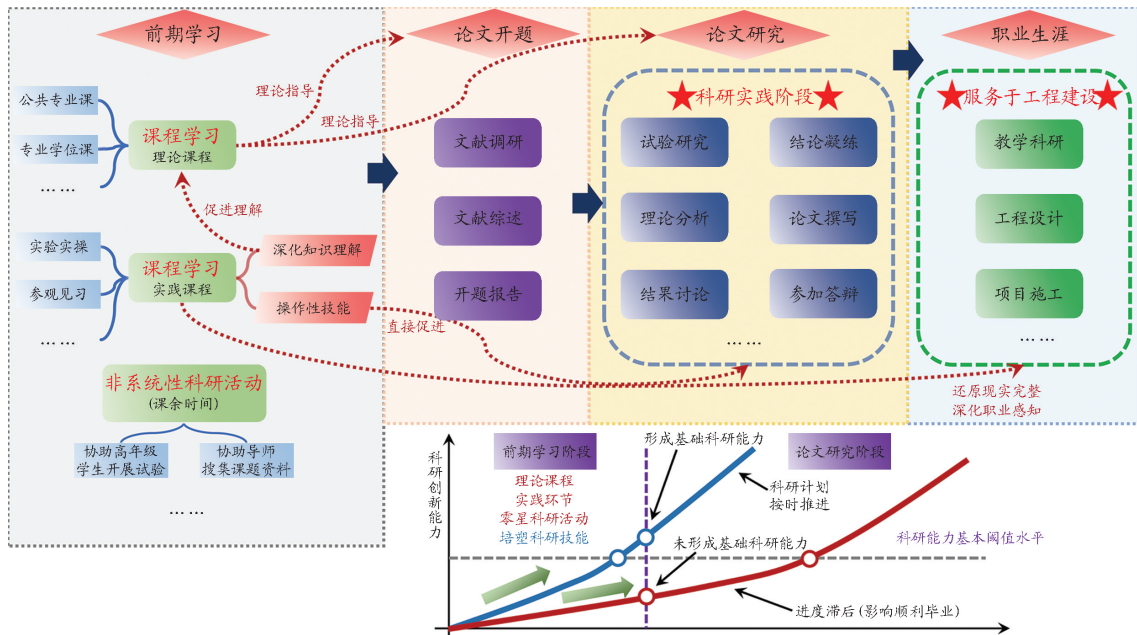 前期学习
公共专业课
专业学位课
… …
课程学习
理论课程
理论指导
理论指导
促进理解
实验实操
参观见习
… …
课程学习
实践课程
深化知识理解
操作性技能
直接促进
非系统性科研活动
(课余时间)
协助高年级
学生开展试验
协助导师
搜集课题资料
… …
论文开题
文献调研
文献综述
开题报告
论文研究
科研实践阶段
试验研究
结论凝练
理论分析
论文撰写
结果讨论
参加答辩
… …
职业生涯
服务于工程建设
教学科研
工程设计
项目施工
… …
还原现实完整
深化职业感知
科研创新能力
前期学习阶段
理论课程
实践环节
零星科研活动
培塑科研技能
形成基础科研能力
论文研究阶段
科研计划
按时推进
未形成基础科研能力
科研能力基本阈值水平
进度滞后(影响顺利毕业)